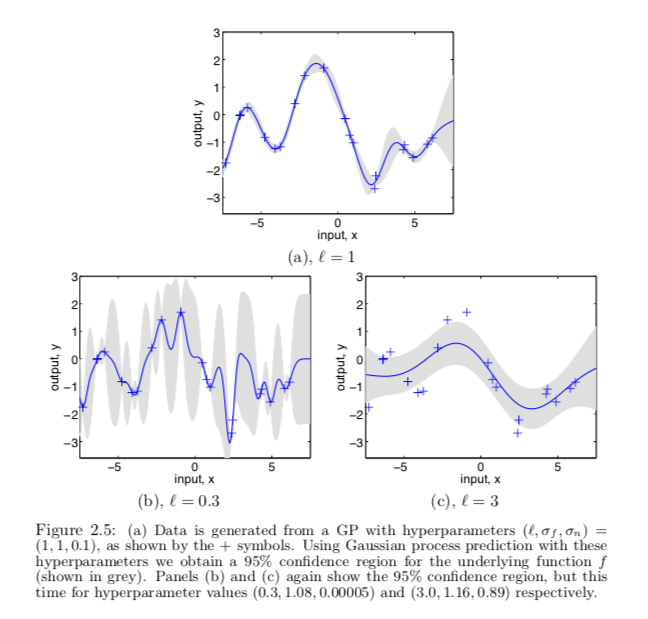 3
2
1
0
−1
−2
−3
output, y
−5
0
5
input, x
(a), ℓ = 1
3
2
1
0
−1
−2
−3
output, y
−5
0
5
input, x
(b), ℓ = 0.3
3
2
1
0
−1
−2
−3
output, y
−5
0
5
input, x
(c), ℓ = 3
Figure 2.5: (a) Data is generated from a GP with hyperparameters (ℓ, σf, σn) =
(1, 1, 0.1), as shown by the + symbols. Using Gaussian process prediction with these
hyperparameters we obtain a 95% confidence region for the underlying function f
(shown in grey). Panels (b) and (c) again show the 95% confidence region, but this
time for hyperparameter values (0.3, 1.08, 0.00005) and (3.0, 1.16, 0.89) respectively.